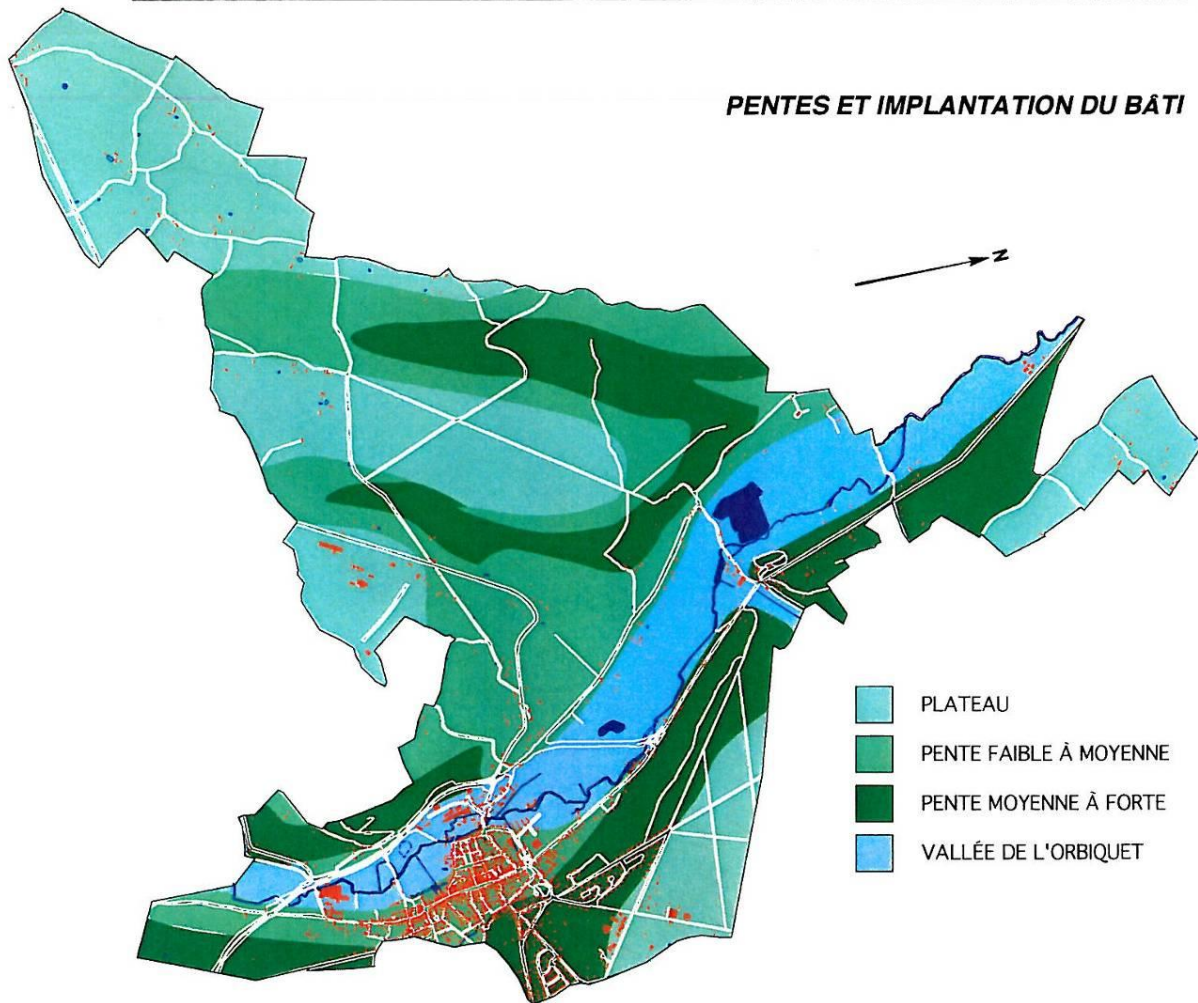 PENTES ET IMPLANTATION DU BÂTI
N
PLATEAU
PENTE FAIBLE À MOYENNE
PENTE MOYENNE À FORTE
VALLÉE DE L'ORBIQUET